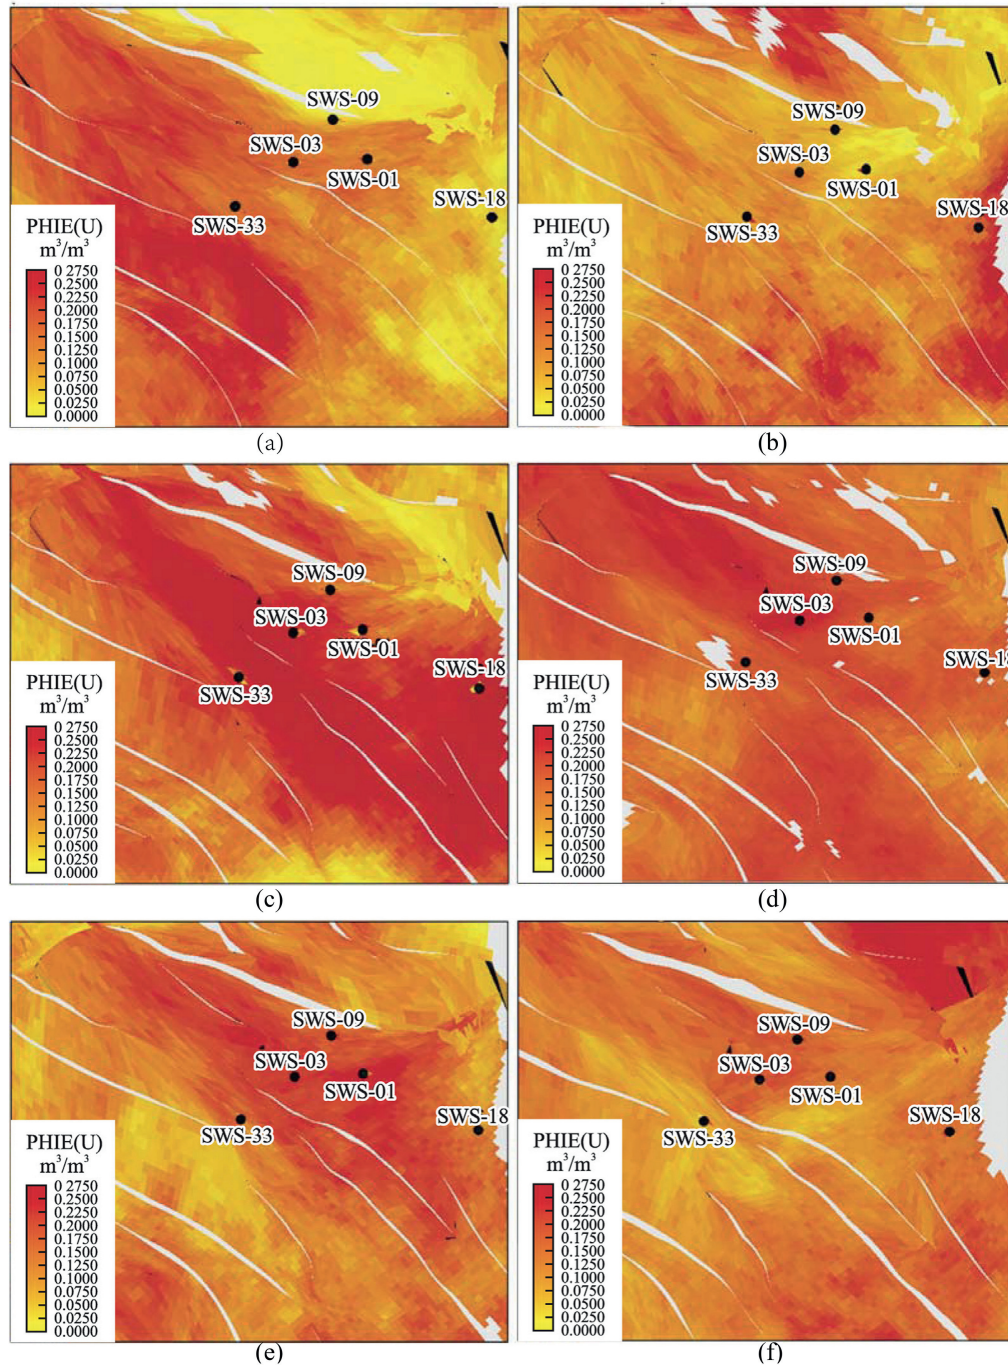 SWS-09
SWS-03
SWS-01
SWS-18
SWS-33
PHIE(U)
m³/m³
0.2750
0.2500
0.2250
0.2000
0.1750
0.1500
0.1250
0.1000
0.0750
0.0500
0.0250
0.0000
(a)
SWS-09
SWS-03
SWS-01
SWS-18
SWS-33
PHIE(U)
m³/m³
0.2750
0.2500
0.2250
0.2000
0.1750
0.1500
0.1250
0.1000
0.0750
0.0500
0.0250
0.0000
(b)
SWS-09
SWS-03
SWS-01
SWS-18
SWS-33
PHIE(U)
m³/m³
0.2750
0.2500
0.2250
0.2000
0.1750
0.1500
0.1250
0.1000
0.0750
0.0500
0.0250
0.0000
(c)
SWS-09
SWS-03
SWS-01
SWS-18
SWS-33
PHIE(U)
m³/m³
0.2750
0.2500
0.2250
0.2000
0.1750
0.1500
0.1250
0.1000
0.0750
0.0500
0.0250
0.0000
(d)
SWS-09
SWS-03
SWS-01
SWS-18
SWS-33
PHIE(U)
m³/m³
0.2750
0.2500
0.2250
0.2000
0.1750
0.1500
0.1250
0.1000
0.0750
0.0500
0.0250
0.0000
(e)
SWS-09
SWS-03
SWS-01
SWS-18
SWS-33
PHIE(U)
m³/m³
0.2750
0.2500
0.2250
0.2000
0.1750
0.1500
0.1250
0.1000
0.0750
0.0500
0.0250
0.0000
(f)